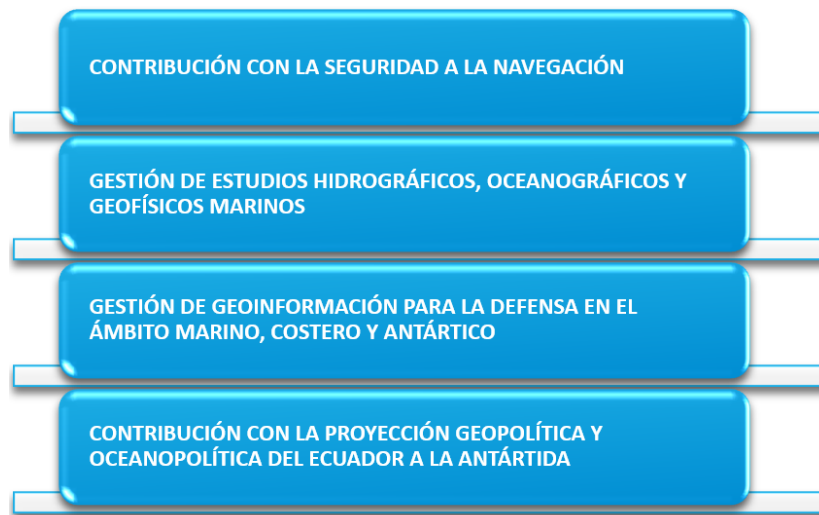 CONTRIBUCIÓN CON LA SEGURIDAD A LA NAVEGACIÓN
GESTIÓN DE ESTUDIOS HIDROGRÁFICOS, OCEANOGRÁFICOS Y
GEOFÍSICOS MARINOS
GESTIÓN DE GEOINFORMACIÓN PARA LA DEFENSA EN EL
ÁMBITO MARINO, COSTERO Y ANTÁRTICO
CONTRIBUCIÓN CON LA PROYECCIÓN GEOPOLÍTICA Y
OCEANOPOLÍTICA DEL ECUADOR A LA ANTÁRTIDA